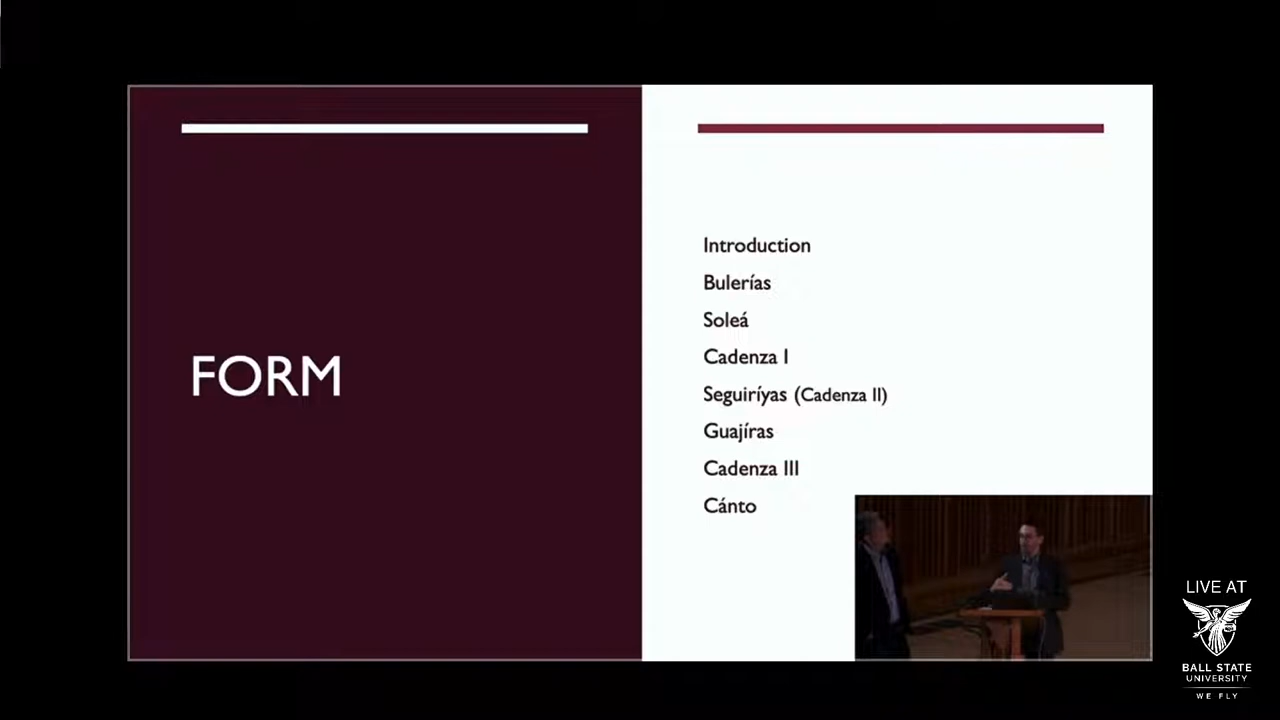 FORM
Introduction
Bulerías
Soleá
Cadenza I
Seguiríyas (Cadenza II)
Guajíras
Cadenza III
Cánto
LIVE AT
BALL STATE
UNIVERSITY
WE FLY